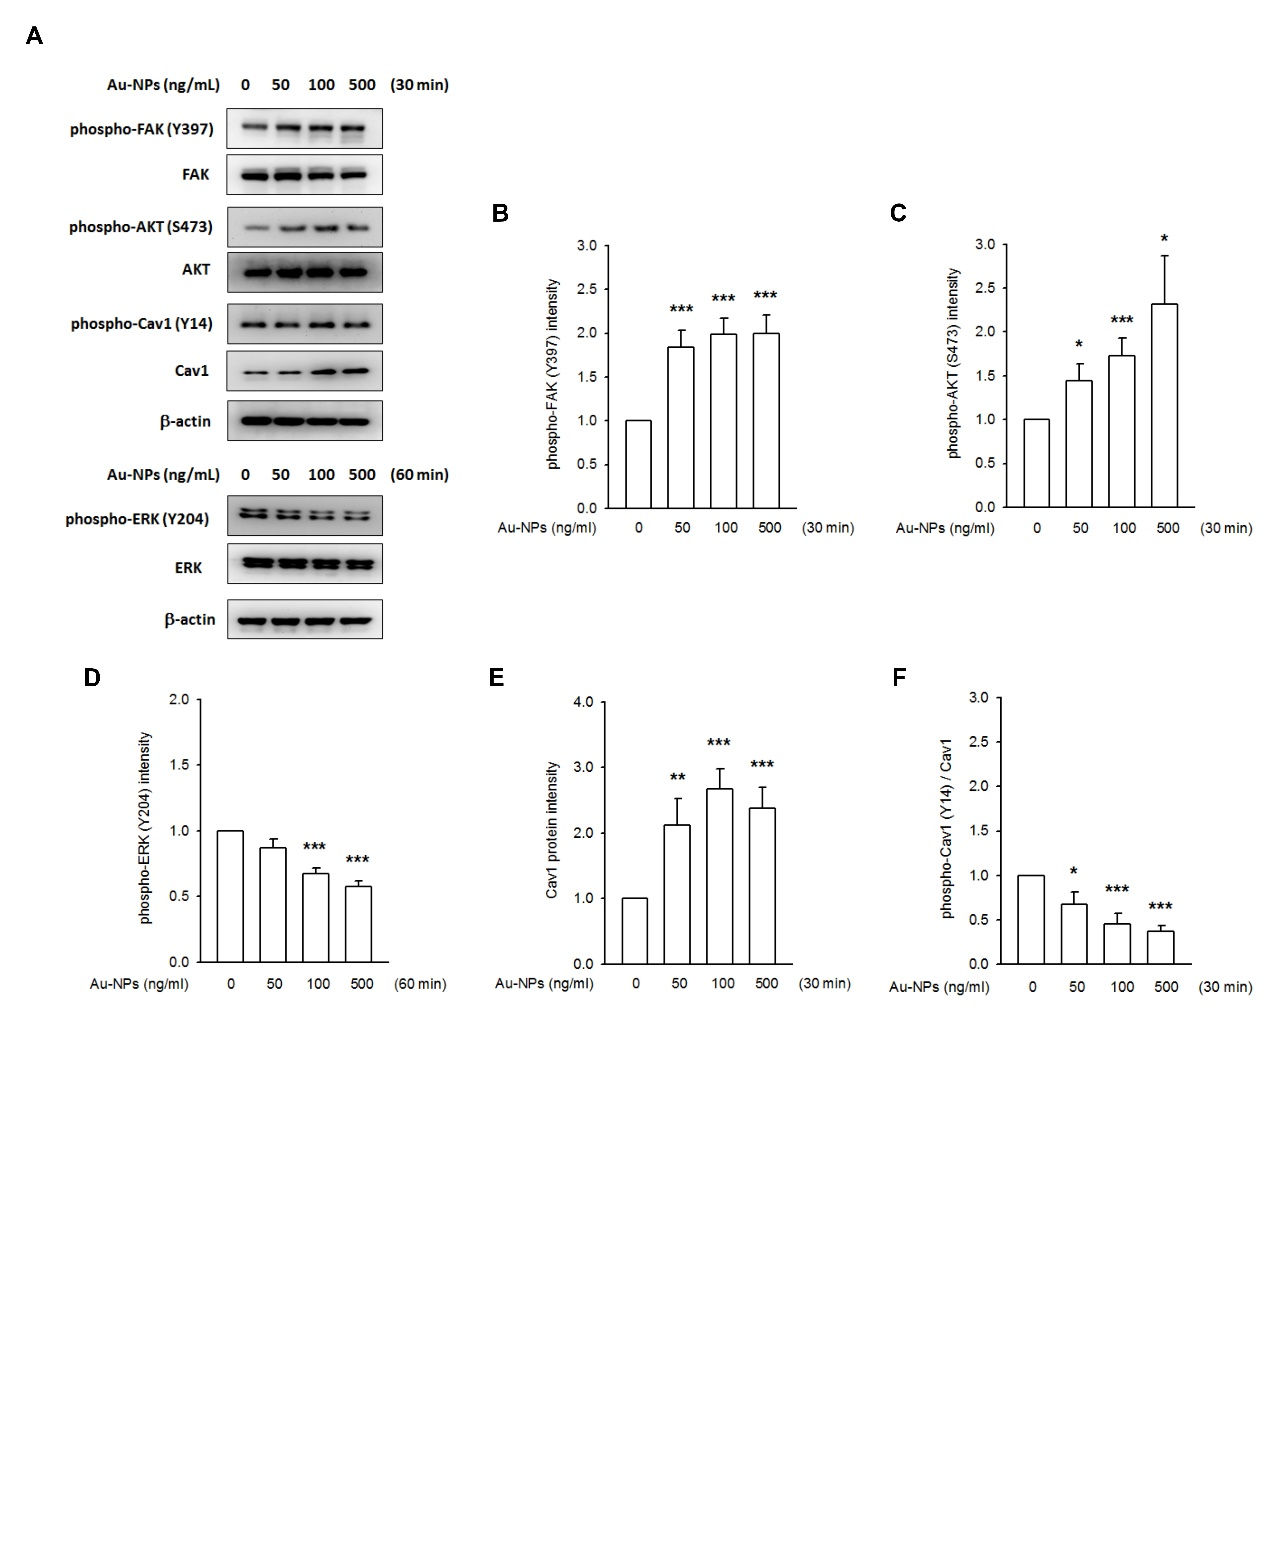 A
Au-NPs (ng/mL) 0 50 100 500 (30 min)
phospho-FAK (Y397)
FAK
phospho-AKT (S473)
AKT
phospho-Cav1 (Y14)
Cav1
β-actin
Au-NPs (ng/mL) 0 50 100 500 (60 min)
phospho-ERK (Y204)
ERK
β-actin
B
phospho-FAK (Y397) intensity
3.0
2.5
2.0
1.5
1.0
0.5
0.0
*** *** ***
Au-NPs (ng/ml) 0 50 100 500 (30 min)
C
phospho-AKT (S473) intensity
3.0
2.5
2.0
1.5
1.0
0.5
0.0
* *** *
Au-NPs (ng/ml) 0 50 100 500 (30 min)
D
phospho-ERK (Y204) intensity
2.0
1.5
1.0
0.5
0.0
*** ***
Au-NPs (ng/ml) 0 50 100 500 (60 min)
E
Cav1 protein intensity
4.0
3.0
2.0
1.0
0.0
** *** ***
Au-NPs (ng/ml) 0 50 100 500 (30 min)
F
phospho-Cav1 (Y14) / Cav1
3.0
2.5
2.0
1.5
1.0
0.5
0.0
* *** ***
Au-NPs (ng/ml) 0 50 100 500 (30 min)